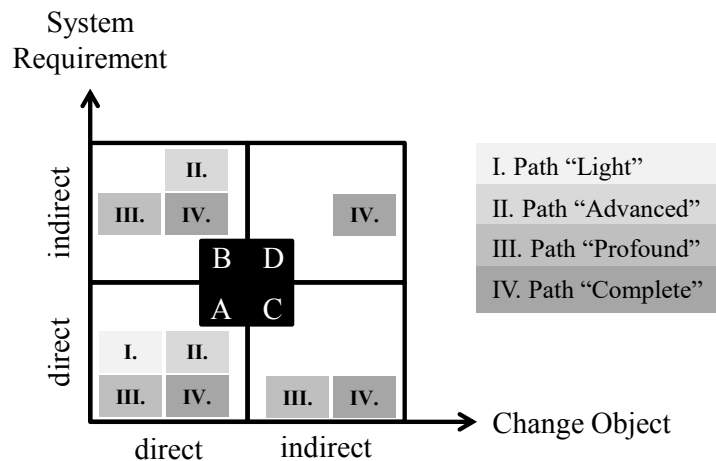 System
Requirement
indirect
direct
II.
III.
IV.
IV.
B
D
A
C
I.
II.
III.
IV.
III.
IV.
direct
indirect
Change Object
I. Path “Light”
II. Path “Advanced”
III. Path “Profound”
IV. Path “Complete”